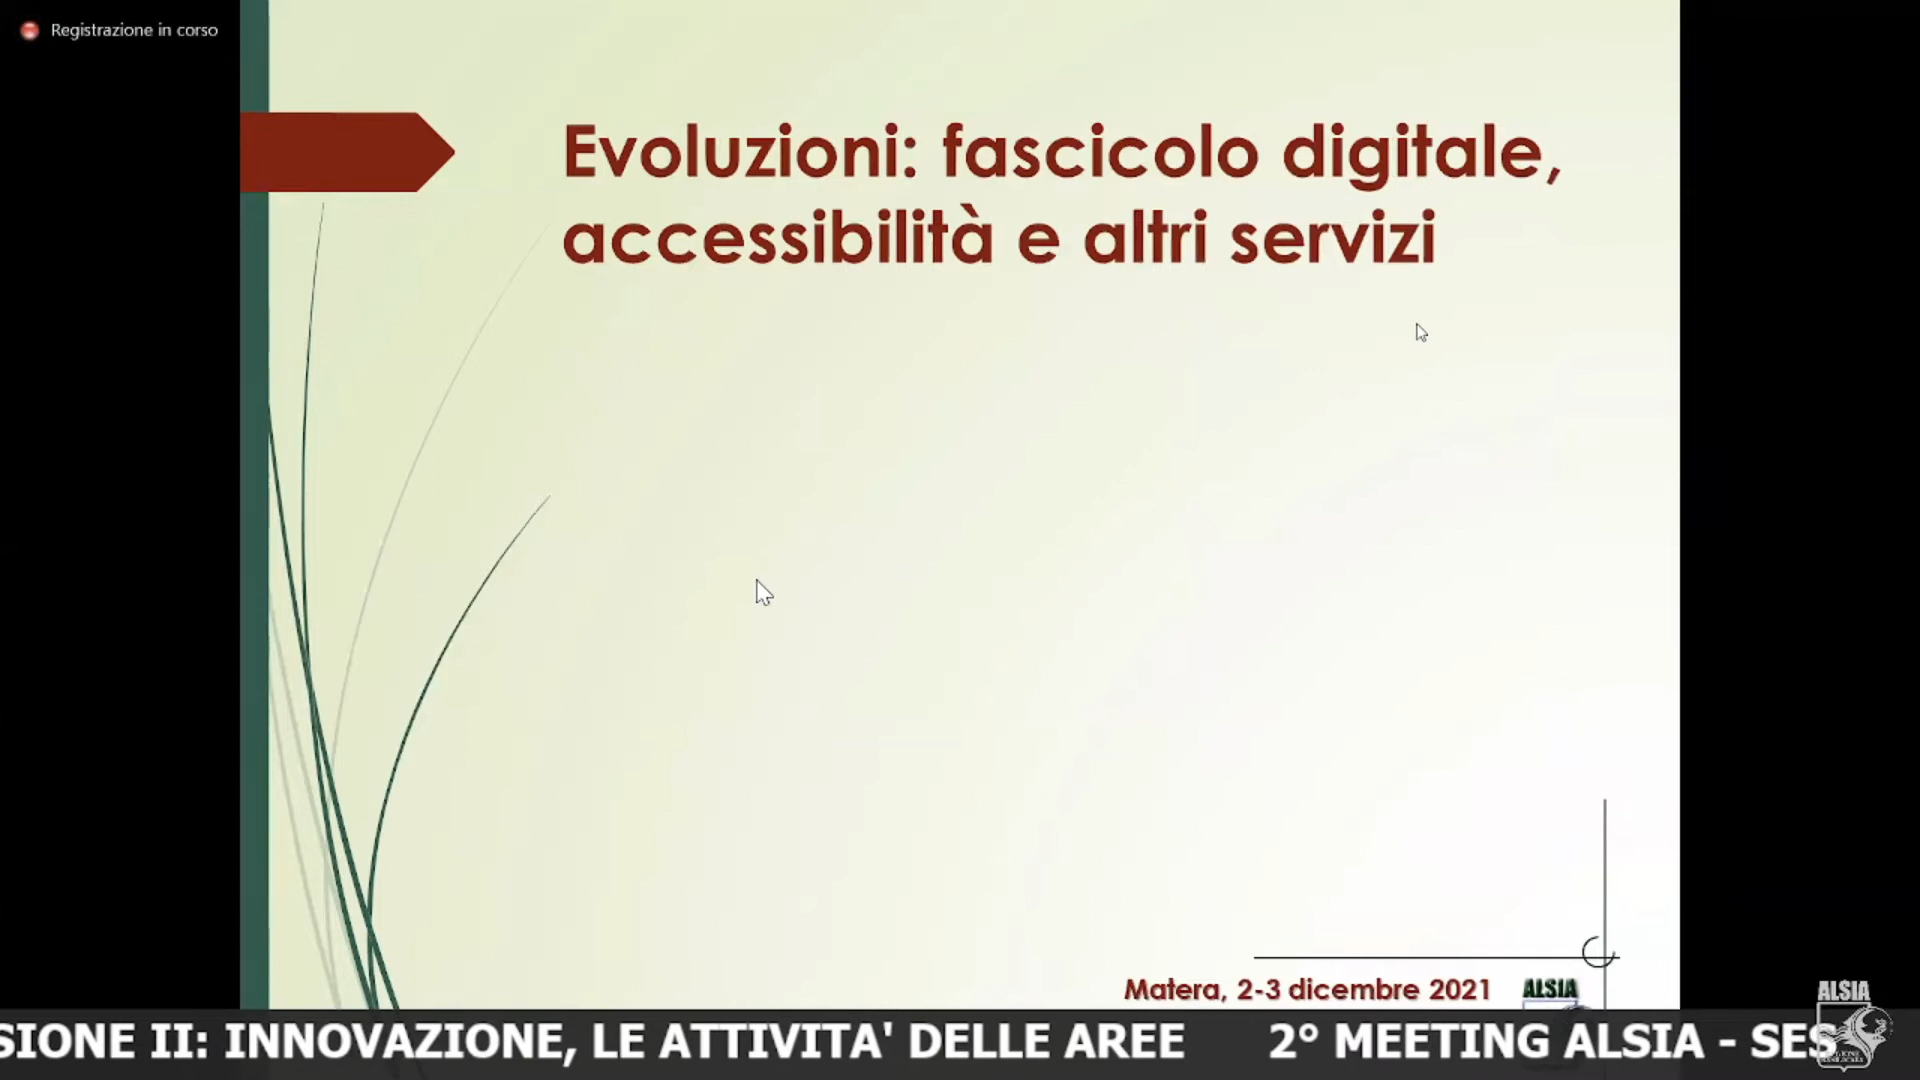 Registrazione in corso
Evoluzioni: fascicolo digitale,
accessibilità e altri servizi
Matera, 2-3 dicembre 2021
ALSIA
ALSIA
SIONE II: INNOVAZIONE, LE ATTIVITA' DELLE AREE 2° MEETING ALSIA - SES